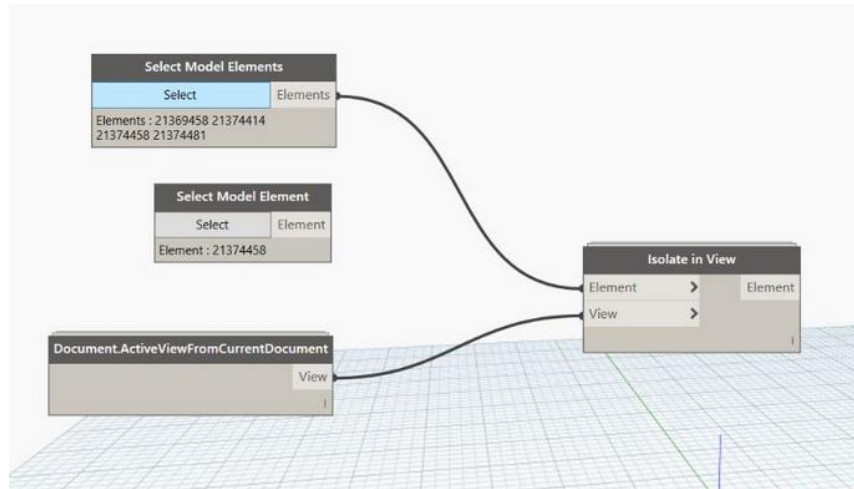 Select Model Elements
Select
Elements
Elements : 21369458 21374414
21374458 21374481
Select Model Element
Select
Element
Element : 21374458
Document.ActiveViewFromCurrentDocument
View
I
Isolate in View
Element >
Element
View >
I